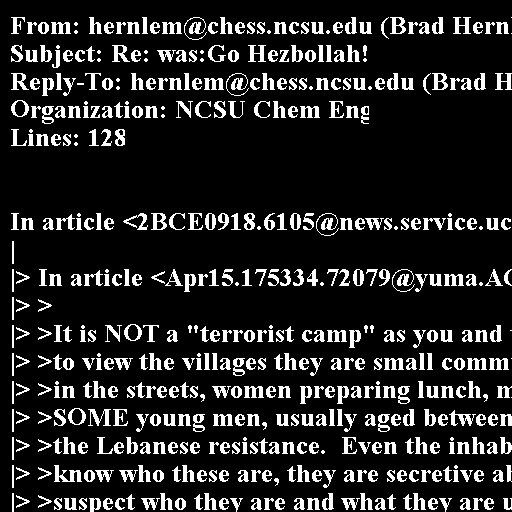 From: hernlem@chess.ncsu.edu (Brad Hernl
Subject: Re: was:Go Hezbollah!
Reply-To: hernlem@chess.ncsu.edu (Brad H
Organization: NCSU Chem Eng
Lines: 128

In article <2BCE0918.6105@news.service.uc
|
|> In article <Apr15.175334.72079@yuma.AC
|> >
|> >It is NOT a "terrorist camp" as you and
|> >to view the villages they are small comm
|> >in the streets, women preparing lunch, m
|> >SOME young men, usually aged between
|> >the Lebanese resistance.  Even the inhab
|> >know who these are, they are secretive ab
|> >suspect who they are and what they are u